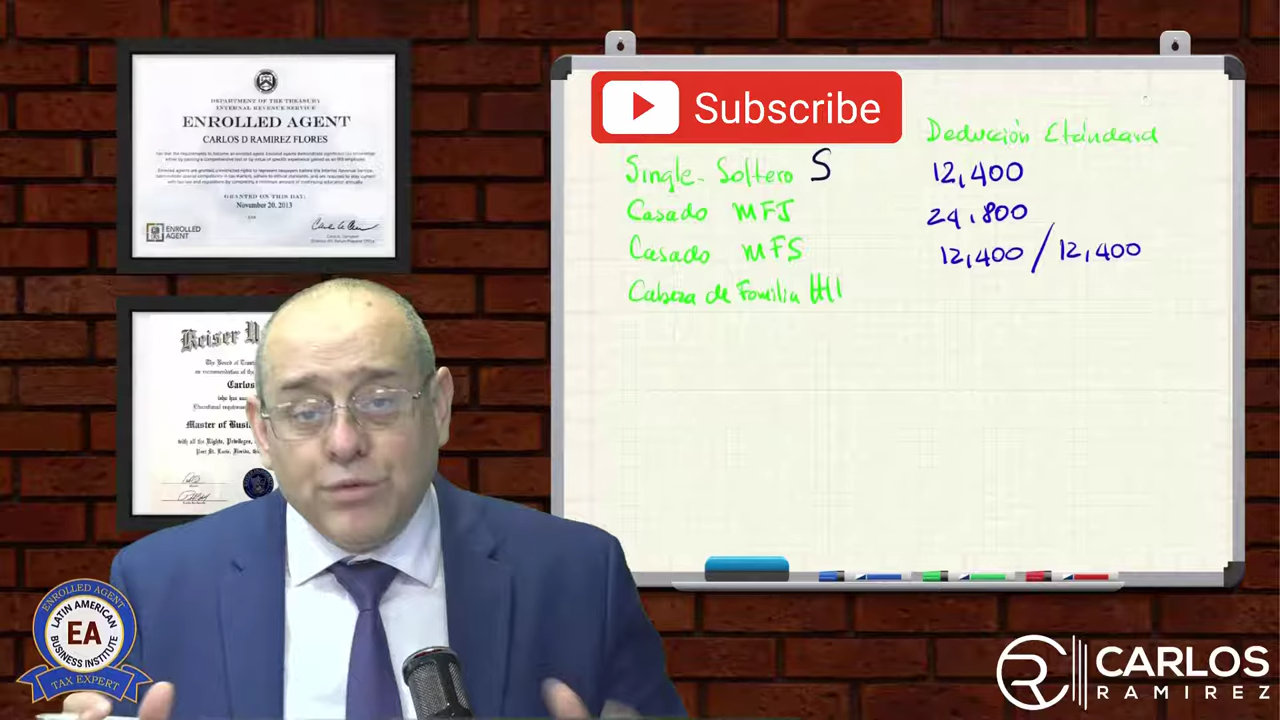 DEPARTMENT OF THE TREASURY
INTERNAL REVENUE SERVICE
ENROLLED AGENT
CARLOS D RAMIREZ FLORES
GRANTED ON THIS DAY:
November 20, 2013
ENROLLED
AGENT
Keiser
Carlos
Master of Busi
Subscribe
Deducción Etándard
Single - Soltero S 12,400
Casado MFJ 24,800
Casado MFS 12,400 / 12,400
Cabeza de Familia HH
ENROLLED AGENT
LATIN AMERICAN
EA
BUSINESS INSTITUTE
TAX EXPERT
CR CARLOS
RAMIREZ